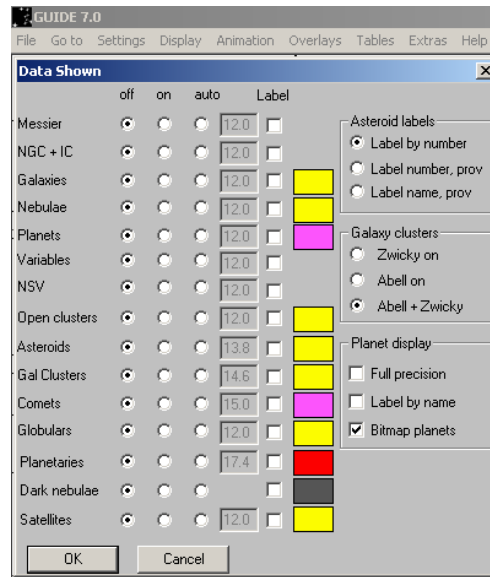 GUIDE 7.0
File Go to Settings Display Animation Overlays Tables Extras Help
Data Shown
off on auto Label
Messier 12.0
NGC + IC 12.0
Galaxies 12.0
Nebulae 12.0
Planets 12.0
Variables 12.0
NSV 12.0
Open clusters 12.0
Asteroids 13.8
Gal Clusters 14.6
Comets 15.0
Globulars 12.0
Planetaries 17.4
Dark nebulae
Satellites 12.0
Asteroid labels
Label by number
Label number, prov
Label name, prov
Galaxy clusters
Zwicky on
Abell on
Abell + Zwicky
Planet display
Full precision
Label by name
Bitmap planets
OK Cancel